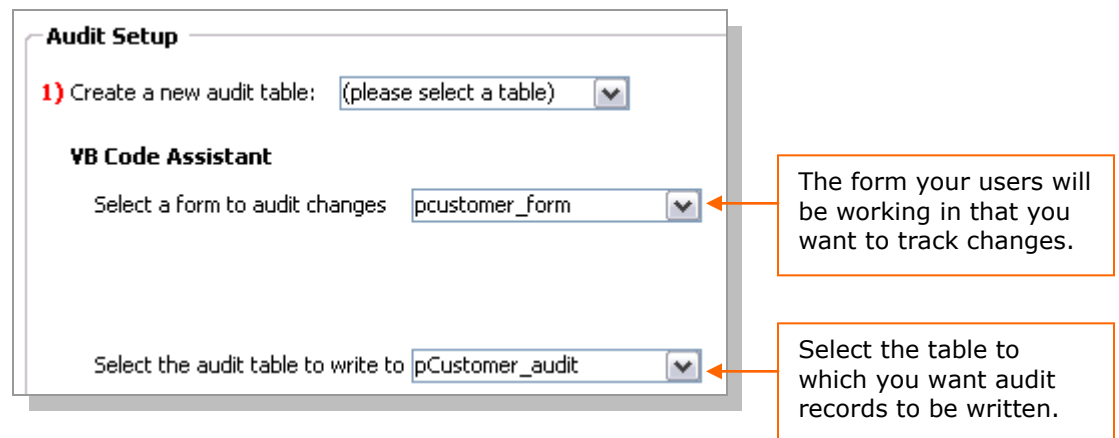 Audit Setup
1) Create a new audit table: (please select a table)
VB Code Assistant
Select a form to audit changes pcustomer_form
The form your users will
be working in that you
want to track changes.
Select the audit table to write to pCustomer_audit
Select the table to
which you want audit
records to be written.